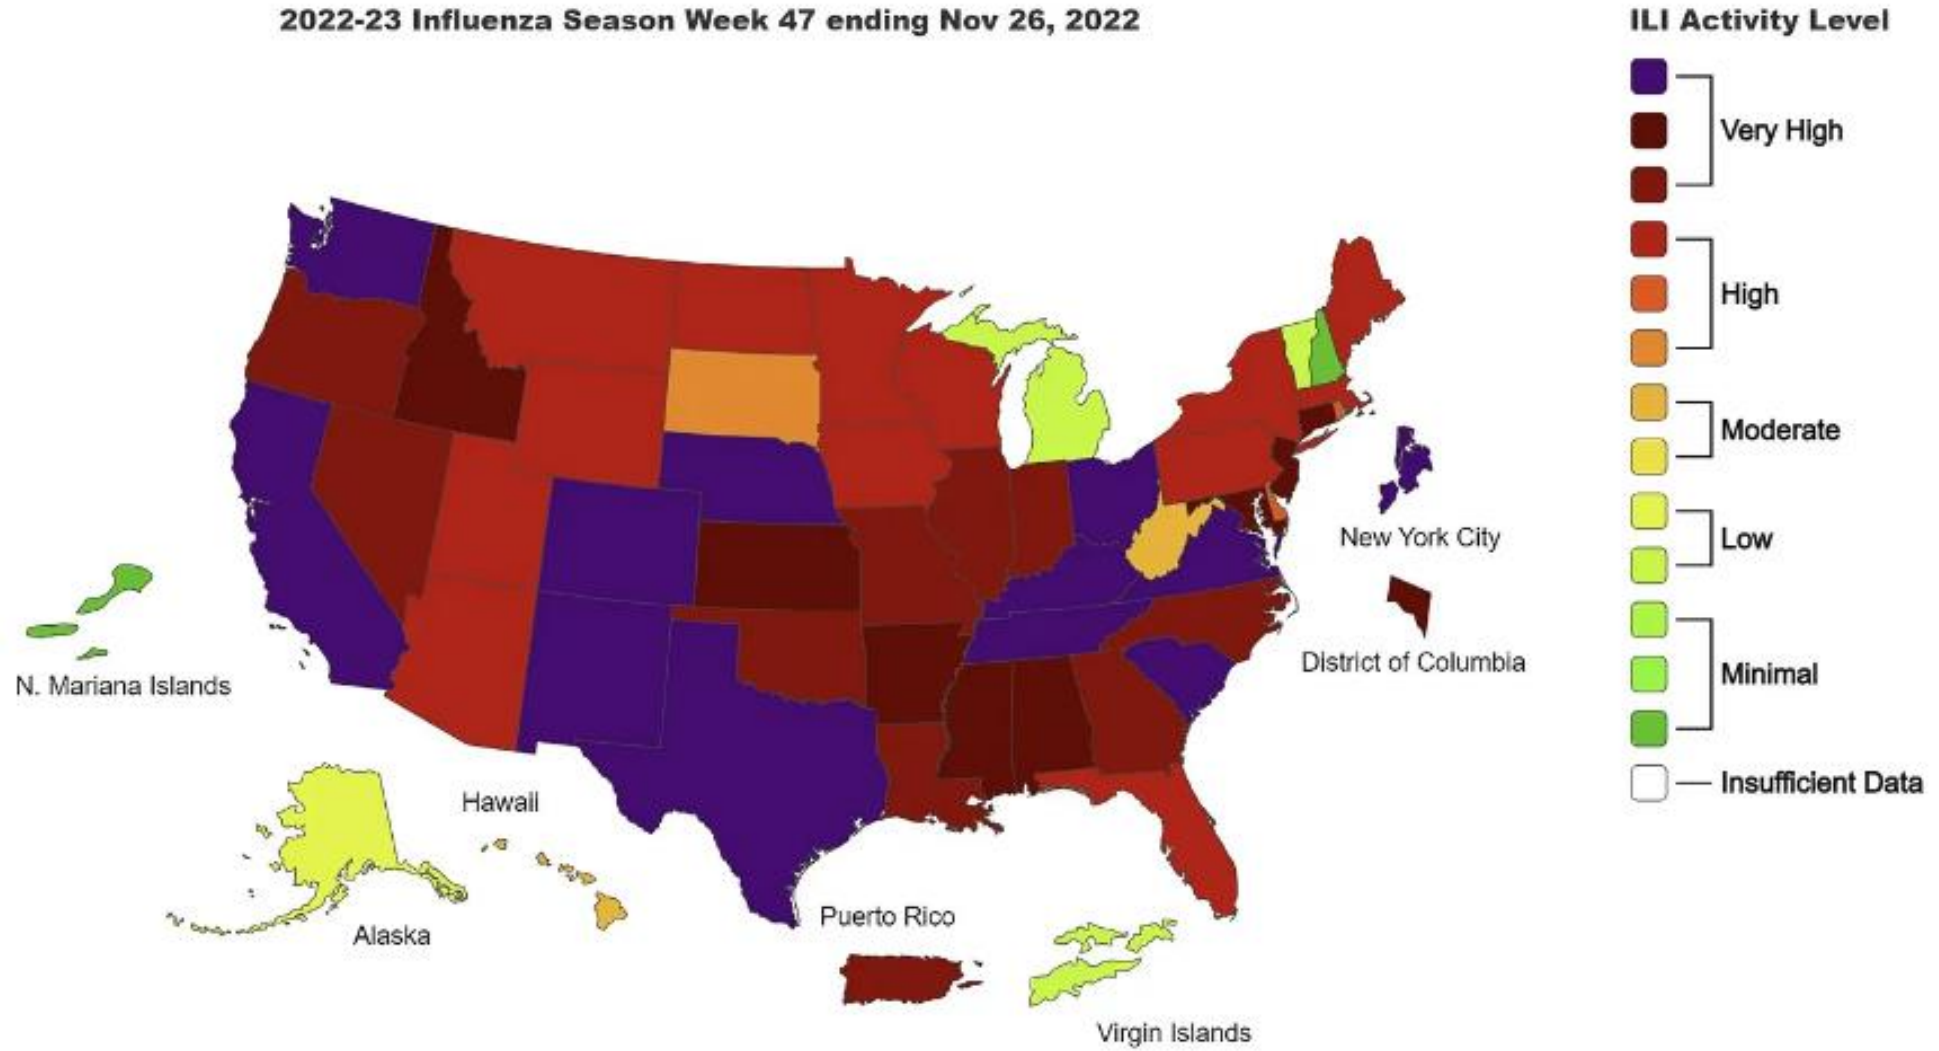 2022-23 Influenza Season Week 47 ending Nov 26, 2022
ILI Activity Level
Very High
High
Moderate
Low
Minimal
Insufficient Data
New York City
District of Columbia
N. Mariana Islands
Hawaii
Alaska
Puerto Rico
Virgin Islands